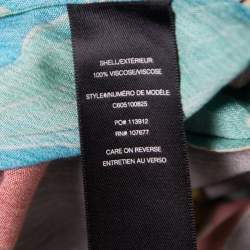 SHELL/EXTÉRIEUR:
100% VISCOSE/VISCOSE
STYLE#/NUMÉRO DE MODÈLE:
C605100825
PO# 113912
RN# 107677
CARE ON REVERSE
ENTRETIEN AU VERSO